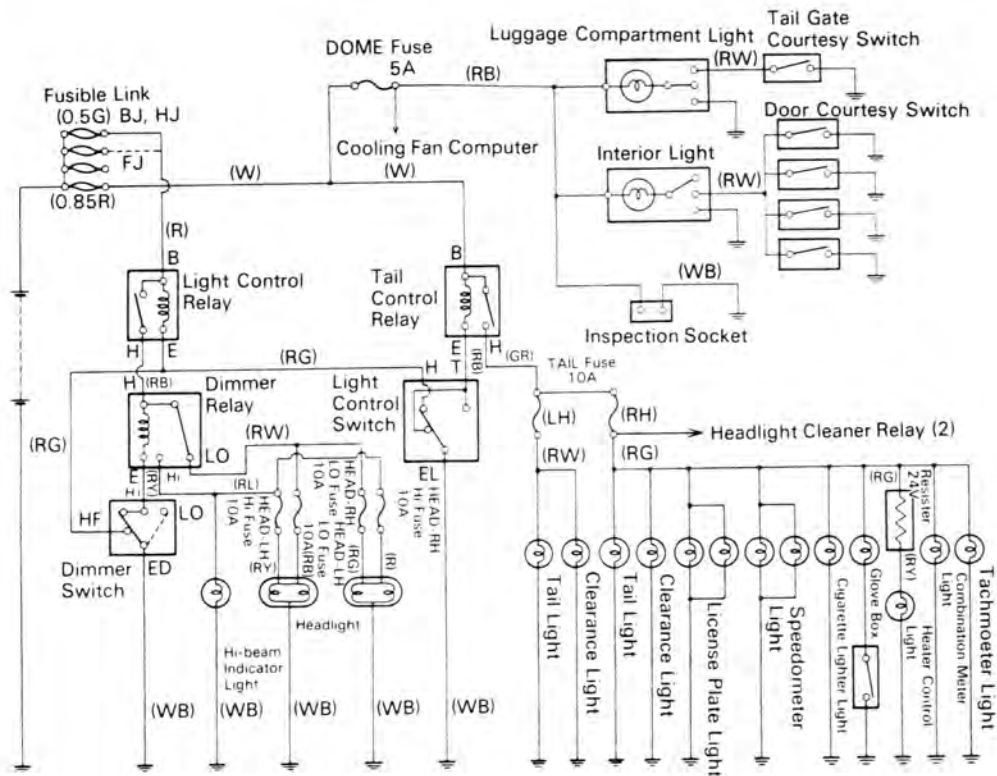 Tail Gate
Courtesy Switch
Luggage Compartment Light
(RW)
DOME Fuse
5A
(RB)
Fusible Link
(0.5G) BJ, HJ
FJ
(0.85R)
Cooling Fan Computer
Door Courtesy Switch
Interior Light
(RW)
(W)
(W)
(R)
B
Light Control
Relay
H
E
B
Tail
Control
Relay
E
H
(WB)
Inspection Socket
(RG)
H
(RB)
Dimmer
Relay
LO
E
Hi
H
T
(RB)
(GR)
Light
Control
Switch
EL
TAIL Fuse
10A
(LH)
(RH)
Headlight Cleaner Relay (2)
(RW)
(RG)
(RG)
(RW)
(RL)
(RY)
Hi
LO
HF
ED
Dimmer
Switch
HEAD-LH
Hi Fuse
10A
(RY)
HEAD-LH
LO Fuse
10A(RB)
HEAD-RH
LO Fuse
10A
(RG)
HEAD-RH
Hi Fuse
10A
(R)
Headlight
Hi-beam
Indicator
Light
(WB)
(WB)
(WB)
(WB)
(WB)
Tail Light
Clearance Light
Tail Light
Clearance Light
License Plate Light
Speedometer
Light
Cigarette Lighter Light
Glove Box
Light
(RG)
Resister
24V
(RY)
Heater Control
Light
Combination Meter
Tachmoeter Light